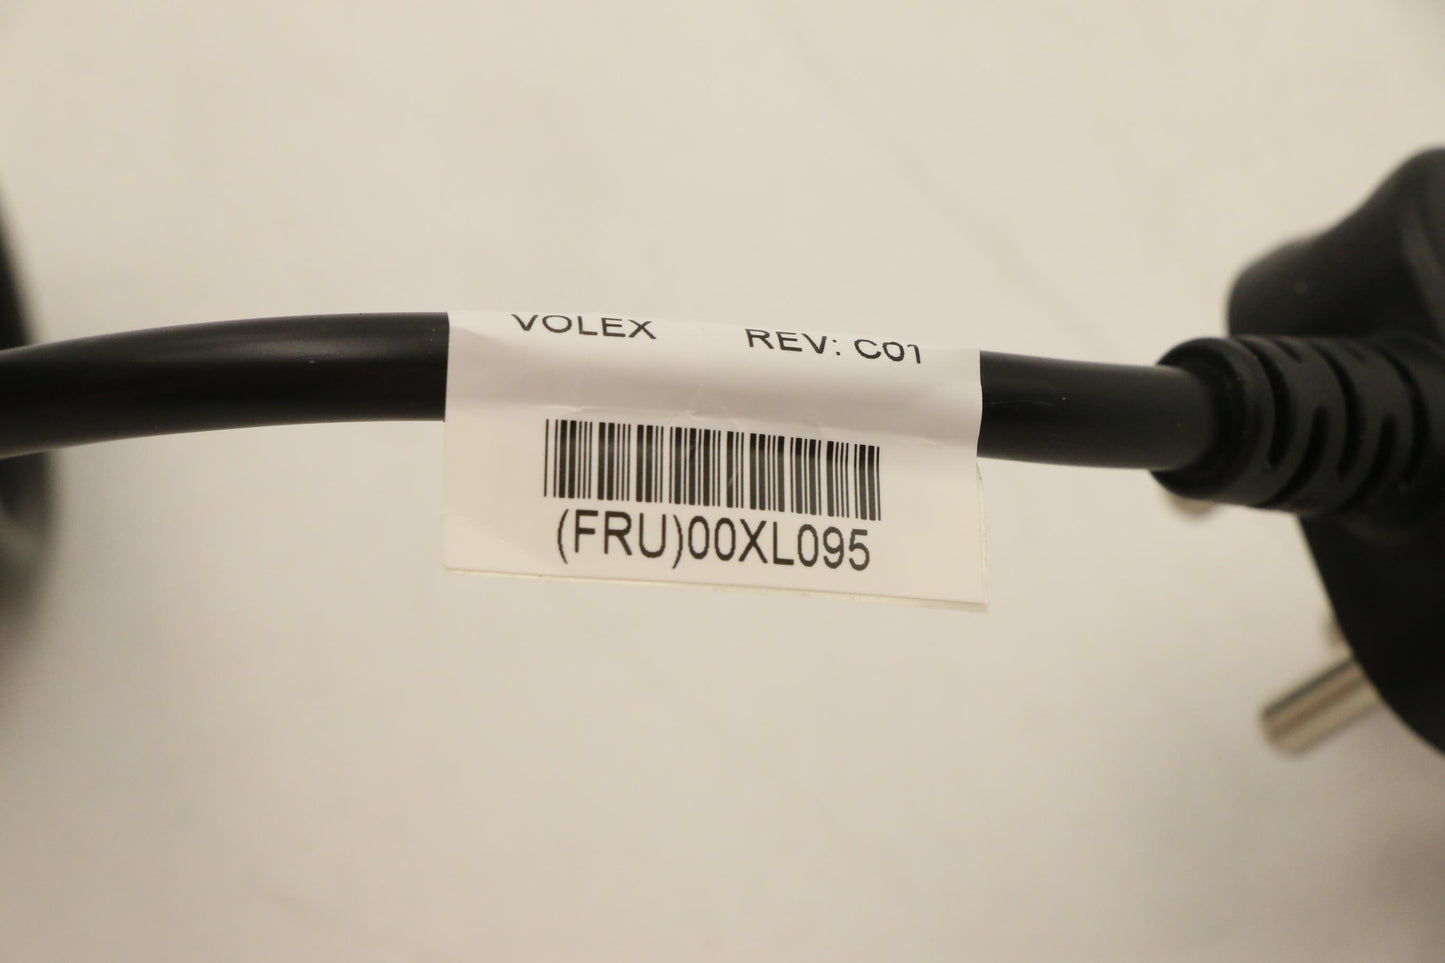 VOLEX REV: C01
(FRU)00XL095